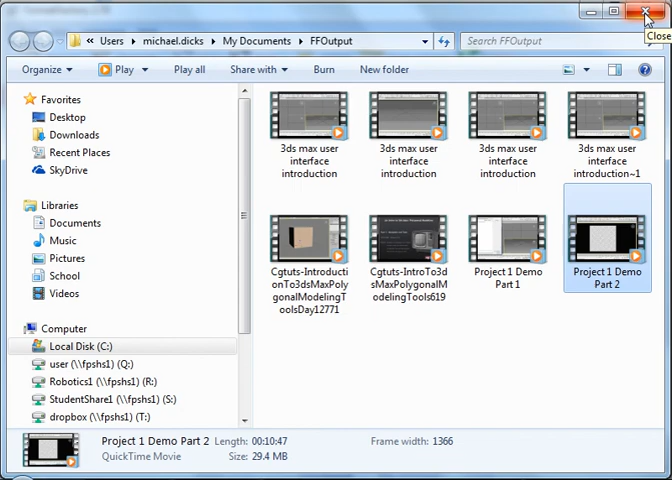 Close
« Users ▸ michael.dicks ▸ My Documents ▸ FFOutput
Search FFOutput
Organize Play Play all Share with Burn New folder
Favorites
Desktop
Downloads
Recent Places
SkyDrive
Libraries
Documents
Music
Pictures
School
Videos
Computer
Local Disk (C:)
user (\\fpshs1) (Q:)
Robotics1 (\\fpshs1) (R:)
StudentShare1 (\\fpshs1) (S:)
dropbox (\\fpshs1) (T:)
3ds max user
interface
introduction
3ds max user
interface
introduction
3ds max user
interface
introduction
3ds max user
interface
introduction~1
Cgtuts-Introducti
onTo3dsMaxPoly
gonalModelingT
oolsDay12771
Cgtuts-IntroTo3d
sMaxPolygonalM
odelingTools619
Project 1 Demo
Part 1
Project 1 Demo
Part 2
Project 1 Demo Part 2 Length: 00:10:47 Frame width: 1366
QuickTime Movie Size: 29.4 MB